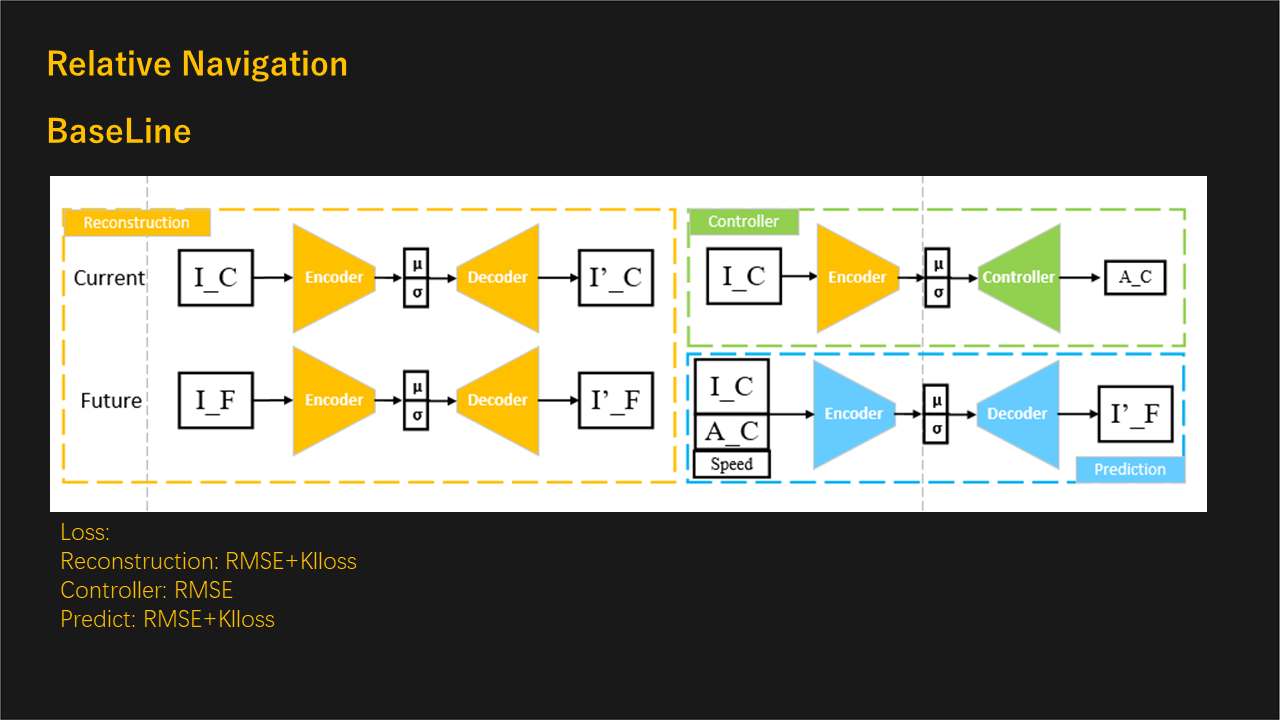 Relative Navigation
BaseLine
Reconstruction
Current
I_C
Encoder
μ
σ
Decoder
I’_C
Future
I_F
Encoder
μ
σ
Decoder
I’_F
Controller
I_C
Encoder
μ
σ
Controller
A_C
I_C
A_C
Speed
Encoder
μ
σ
Decoder
I’_F
Prediction
Loss:
Reconstruction: RMSE+Klloss
Controller: RMSE
Predict: RMSE+Klloss